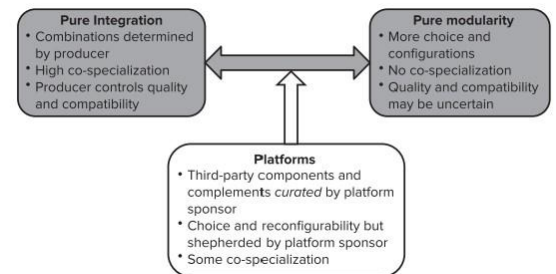 Pure Integration
• Combinations determined
by producer
• High co-specialization
• Producer controls quality
and compatibility
Pure modularity
• More choice and
configurations
• No co-specialization
• Quality and compatibility
may be uncertain
Platforms
• Third-party components and
complements curated by platform
sponsor
• Choice and reconfigurability but
shepherded by platform sponsor
• Some co-specialization